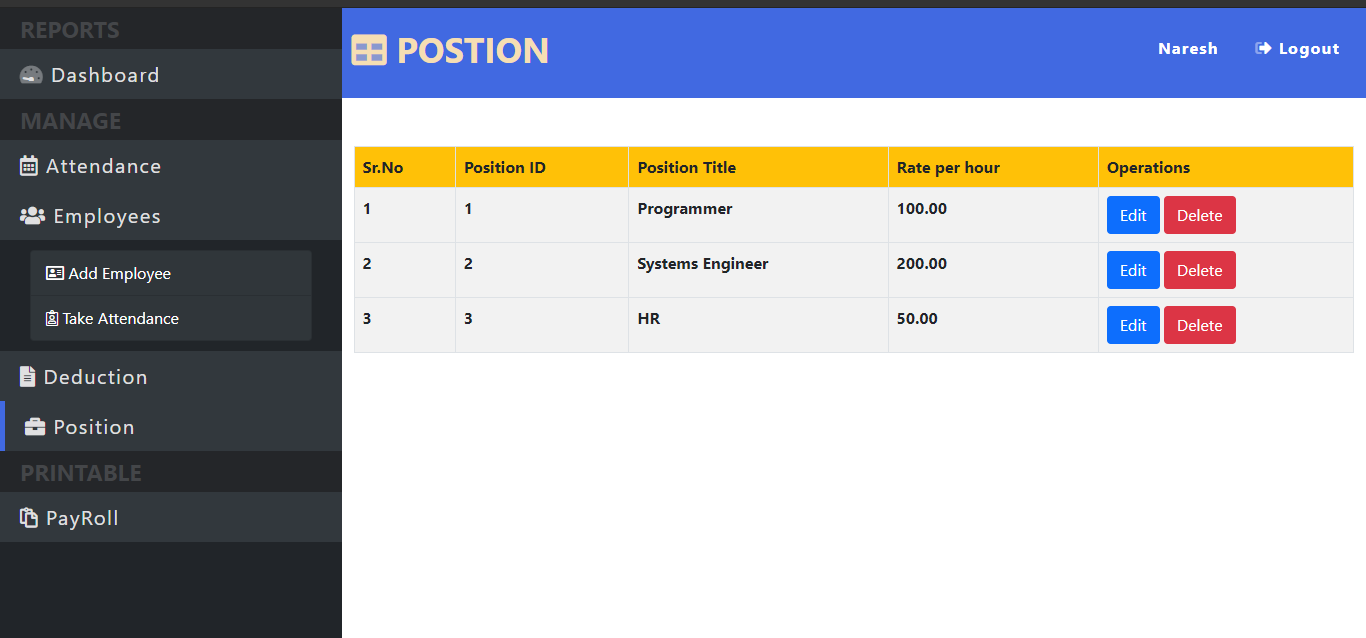 REPORTS
Dashboard
MANAGE
Attendance
Employees
Add Employee
Take Attendance
Deduction
Position
PRINTABLE
PayRoll
POSTION
Naresh Logout
Sr.No Position ID Position Title Rate per hour Operations
1 1 Programmer 100.00 Edit Delete
2 2 Systems Engineer 200.00 Edit Delete
3 3 HR 50.00 Edit Delete